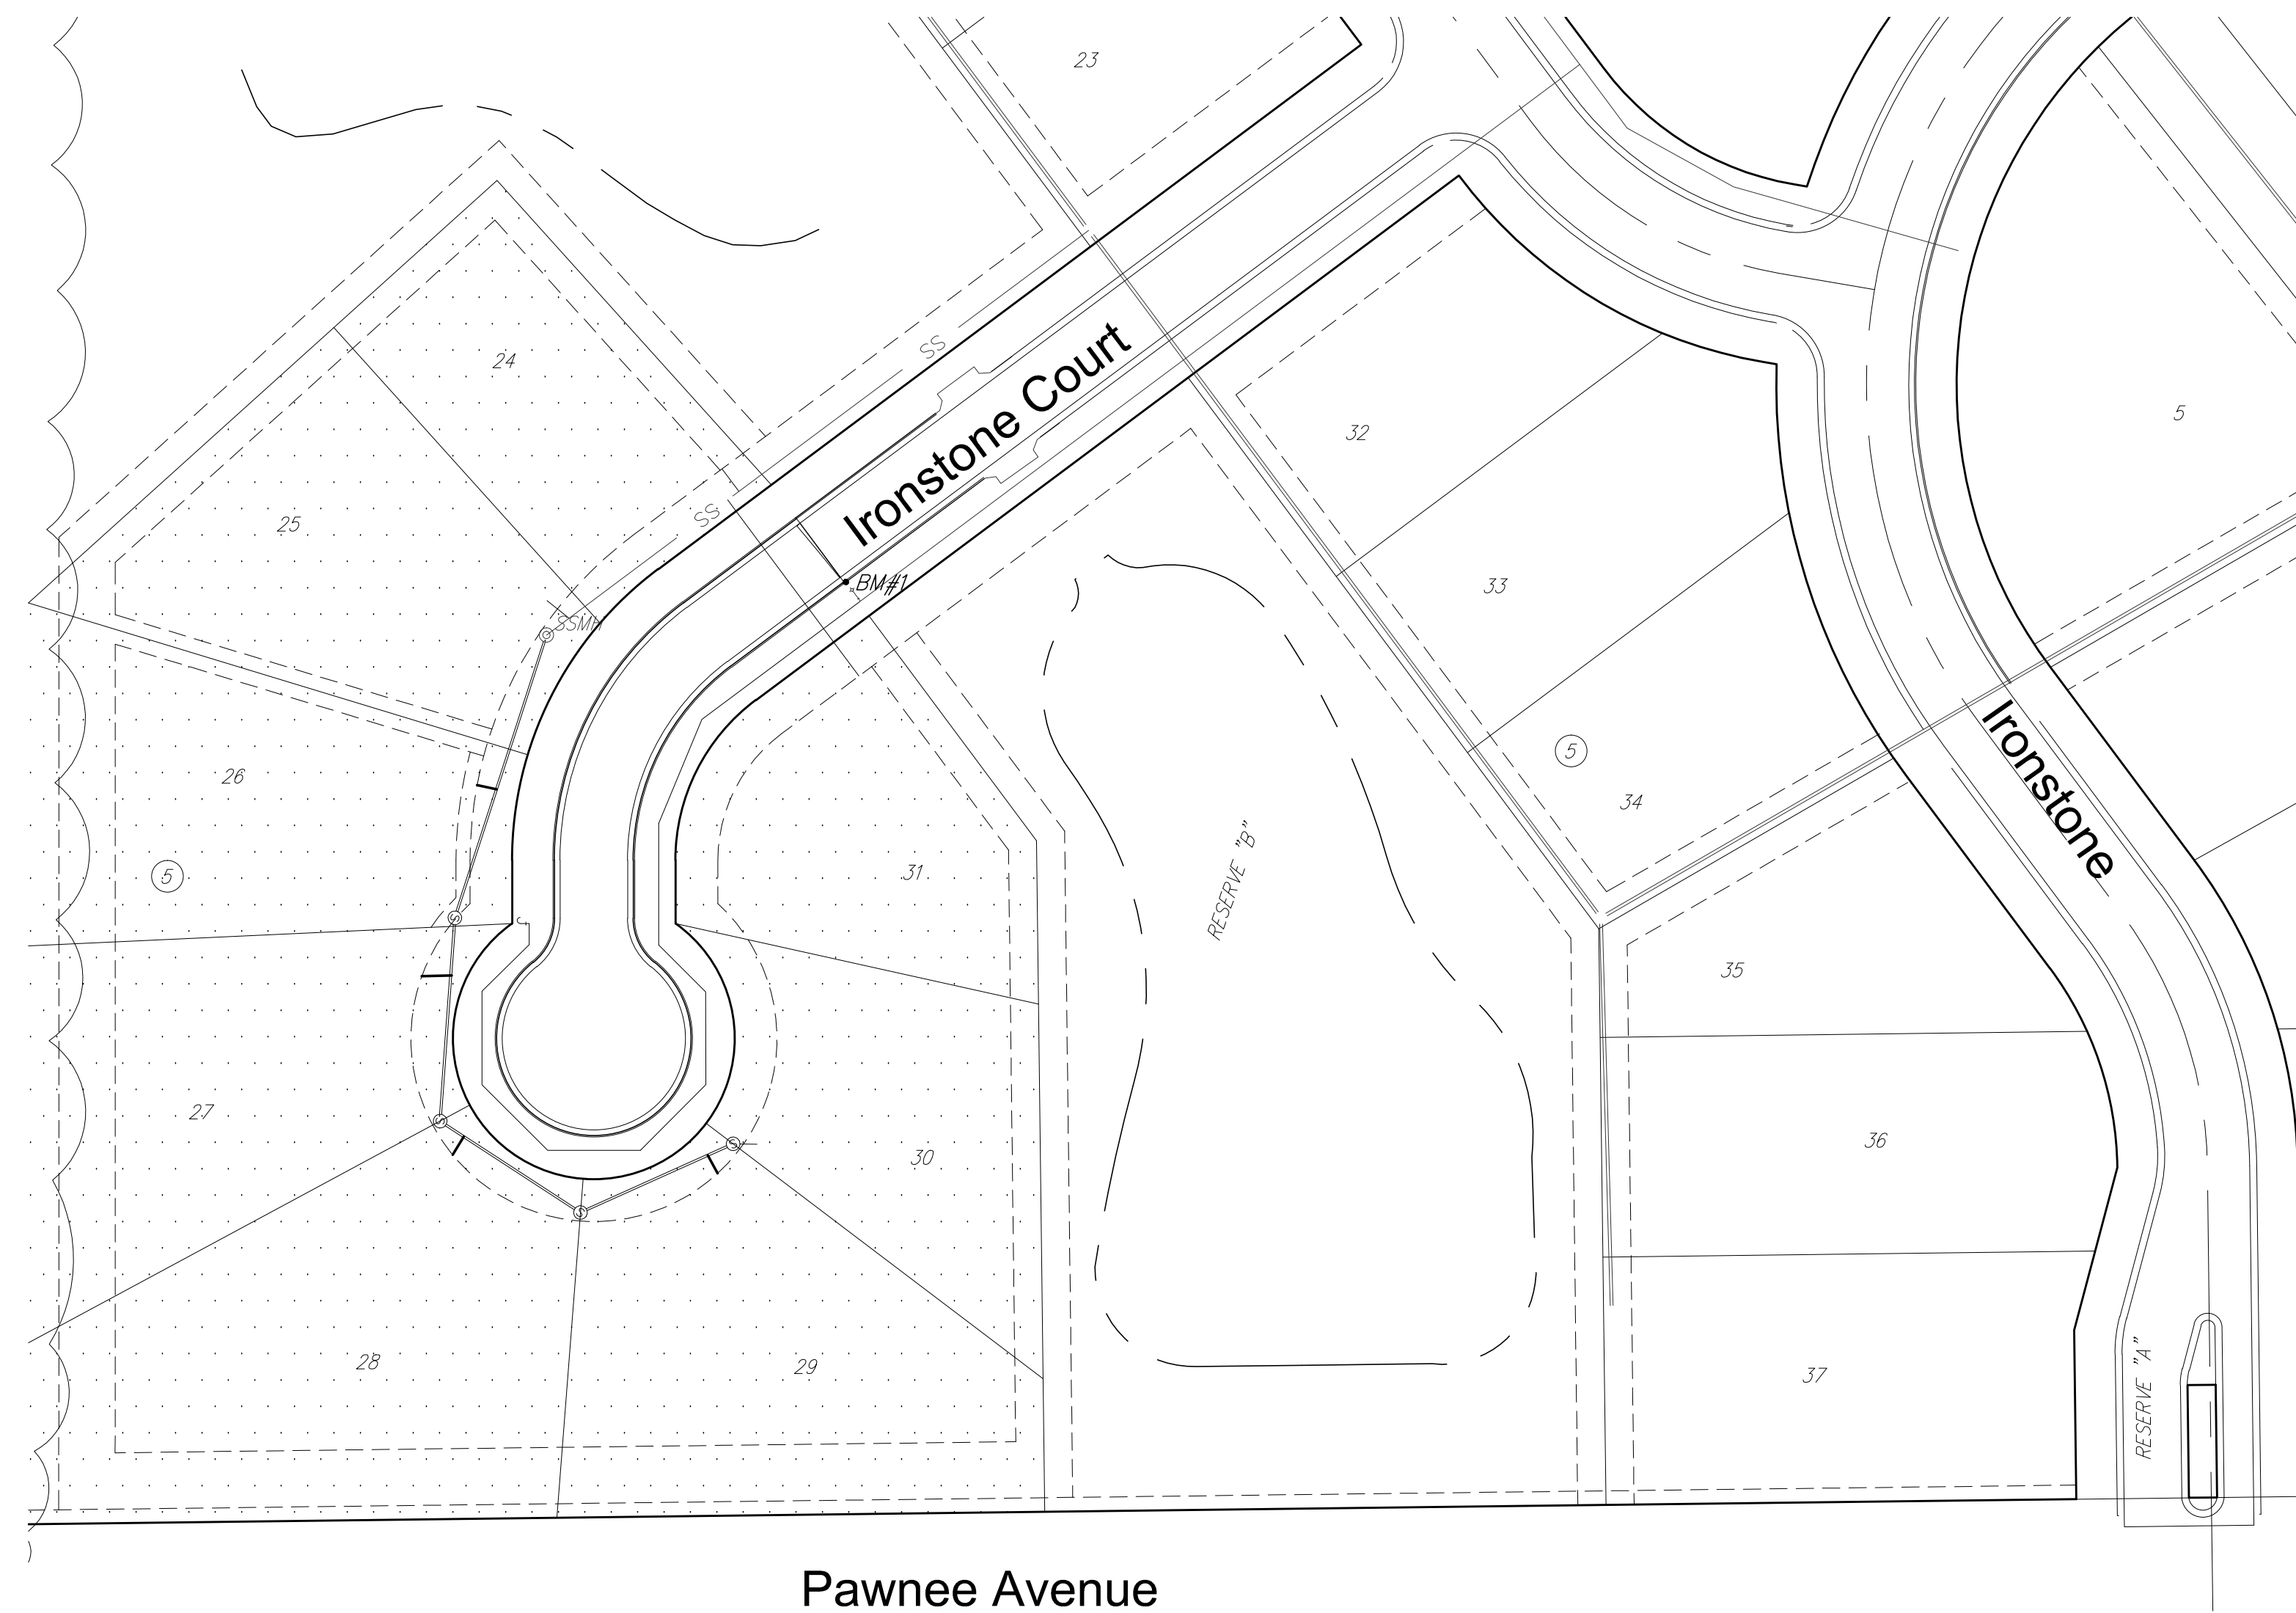 23
24
SS
Ironstone Court
32
5
25
SS
33
BM#1
SSMH
Ironstone
5
26
34
RESERVE "B"
5
31
35
27
36
30
28
29
37
RESERVE "A"
S
S
S
S
Pawnee Avenue